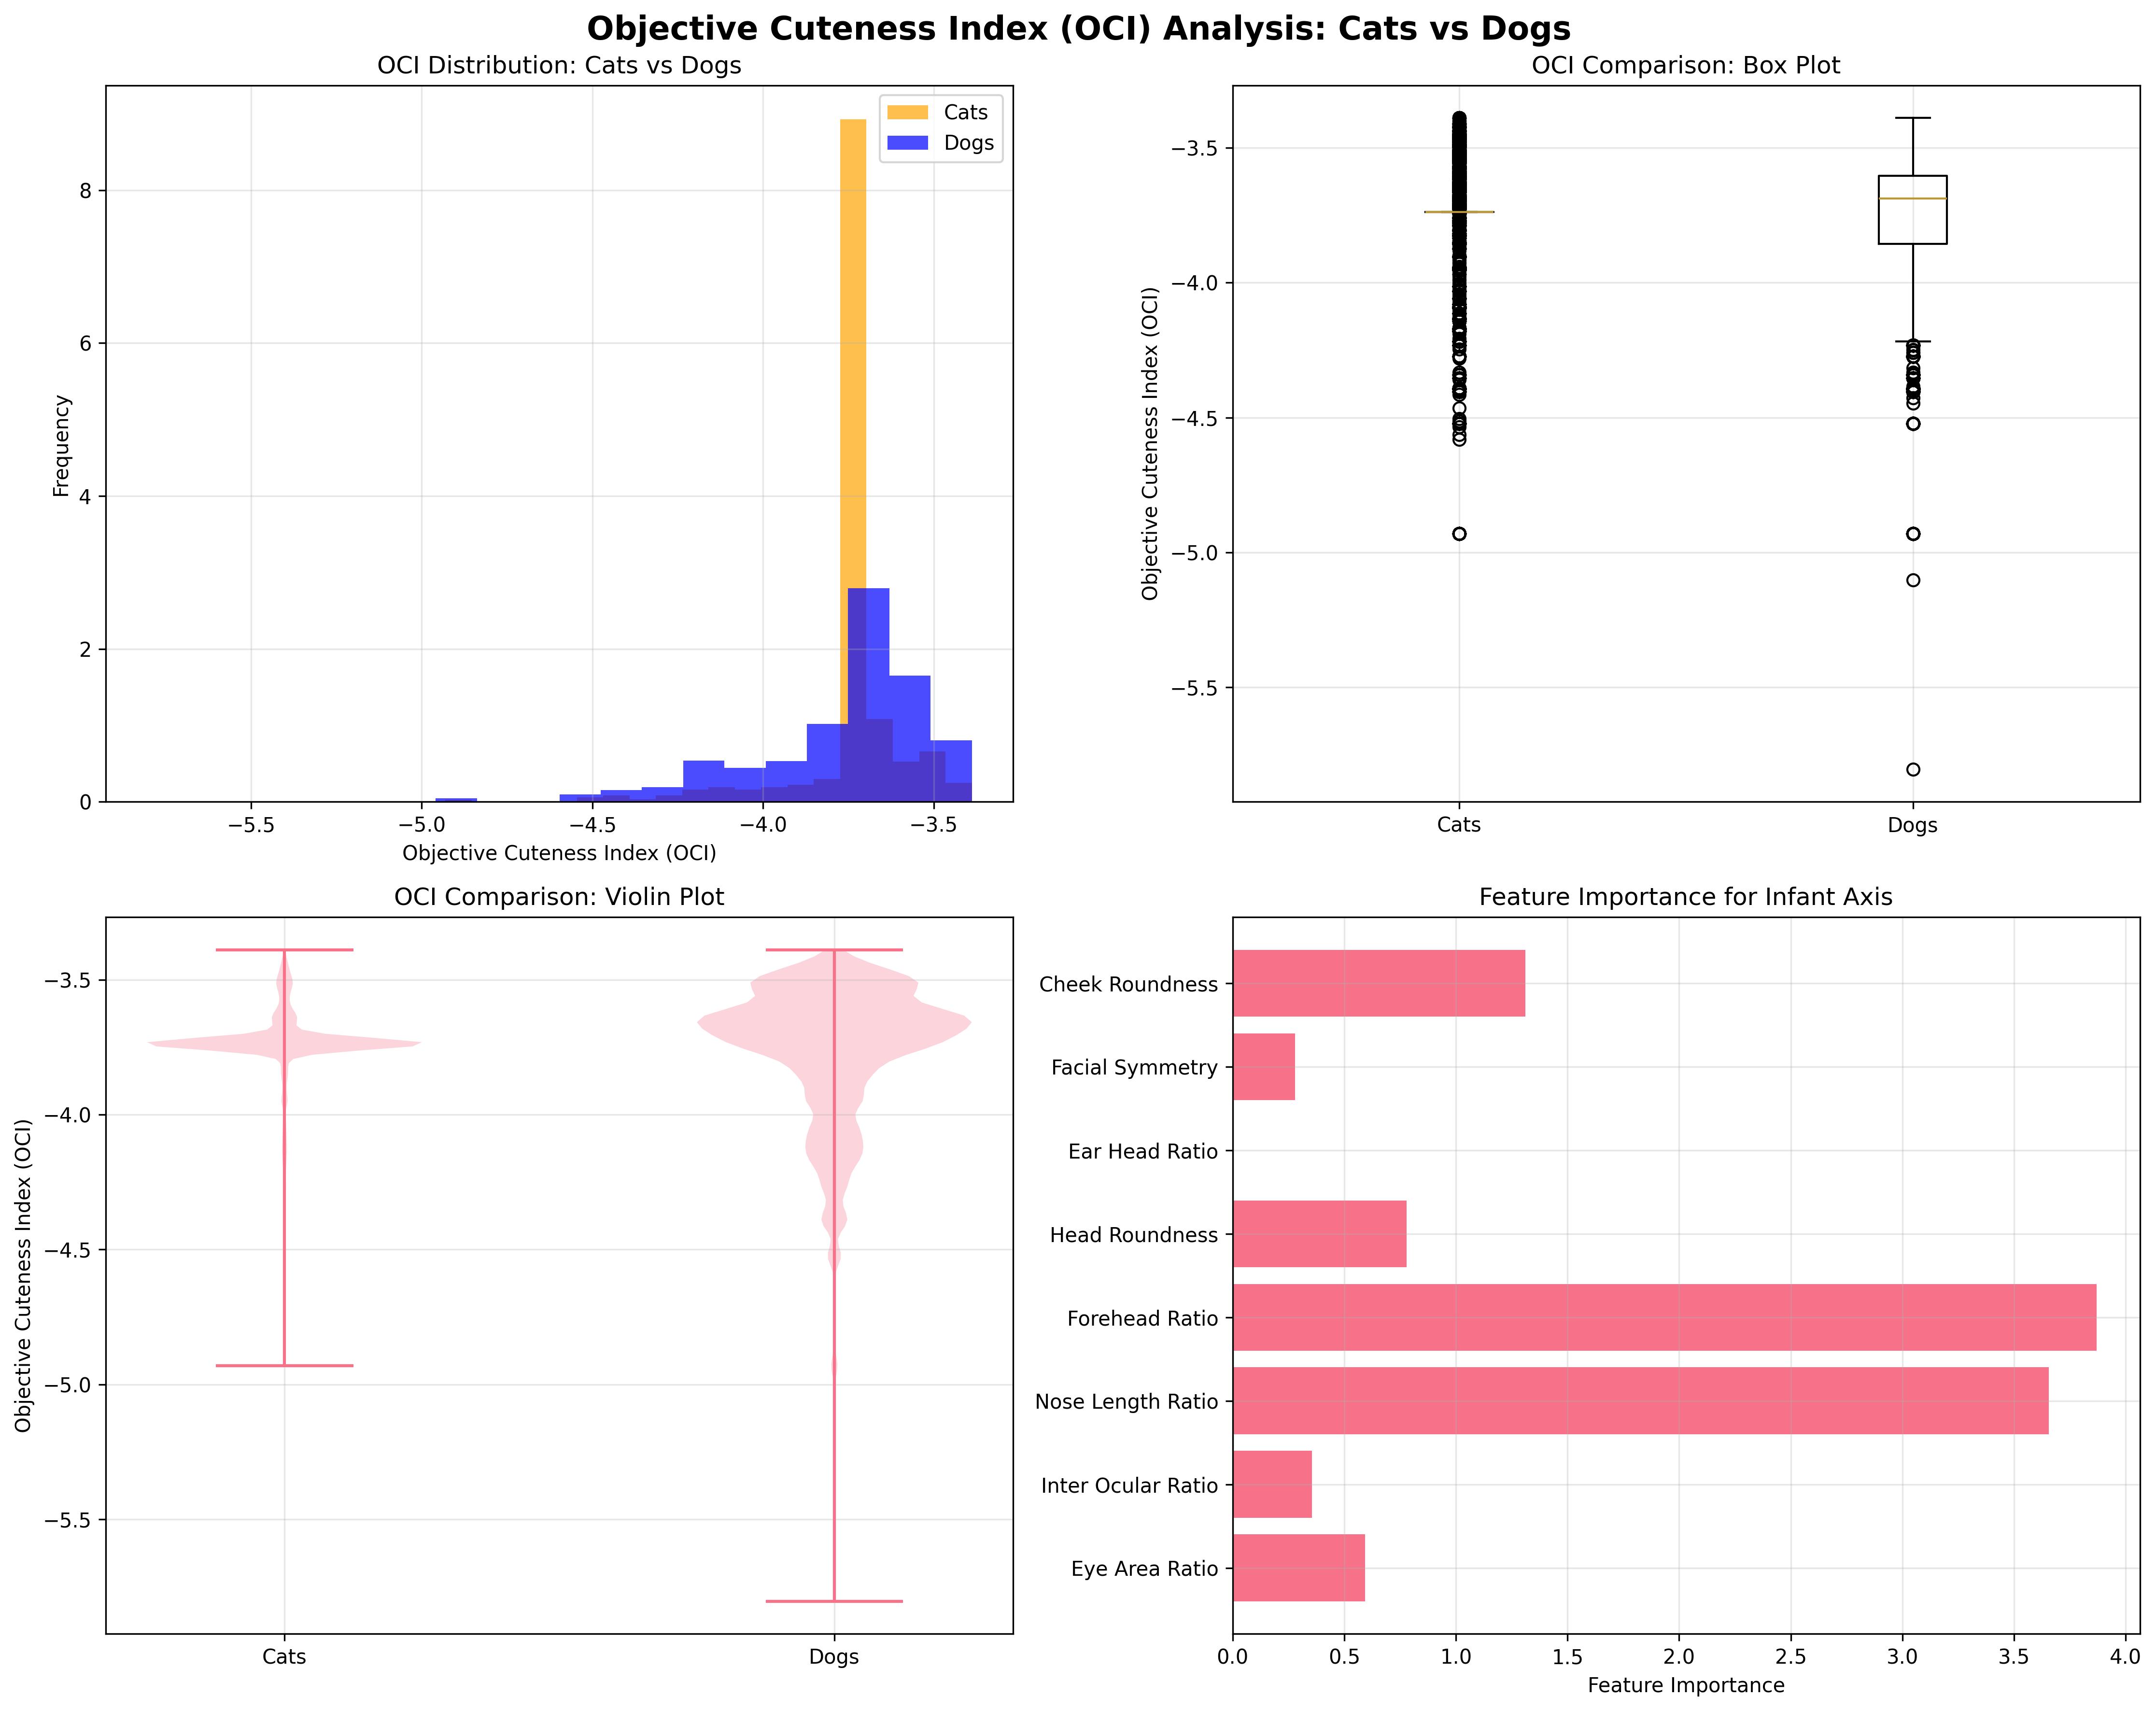 Objective Cuteness Index (OCI) Analysis: Cats vs Dogs
OCI Distribution: Cats vs Dogs
Cats
Dogs
Frequency
8
6
4
2
0
−5.5
−5.0
−4.5
−4.0
−3.5
Objective Cuteness Index (OCI)
OCI Comparison: Box Plot
Objective Cuteness Index (OCI)
−3.5
−4.0
−4.5
−5.0
−5.5
Cats
Dogs
OCI Comparison: Violin Plot
Objective Cuteness Index (OCI)
−3.5
−4.0
−4.5
−5.0
−5.5
Cats
Dogs
Feature Importance for Infant Axis
Cheek Roundness
Facial Symmetry
Ear Head Ratio
Head Roundness
Forehead Ratio
Nose Length Ratio
Inter Ocular Ratio
Eye Area Ratio
0.0
0.5
1.0
1.5
2.0
2.5
3.0
3.5
4.0
Feature Importance